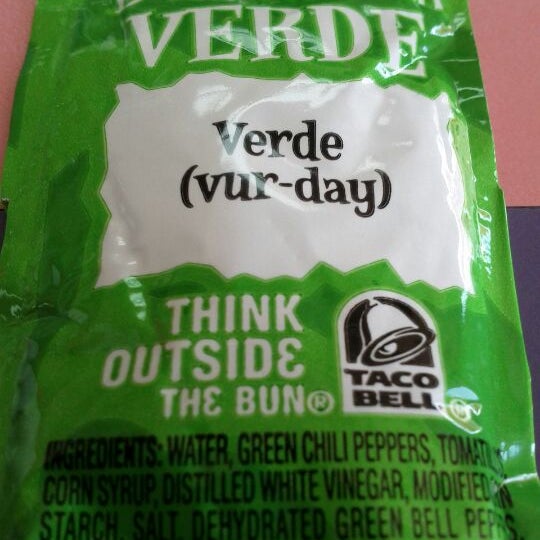 VERDE
Verde
(vur-day)
THINK
OUTSIDE
THE BUN®
TACO
BELL®
INGREDIENTS: WATER, GREEN CHILI PEPPERS,
CORN SYRUP, DISTILLED WHITE VINEGAR, MODIFIED
STARCH, SALT, DEHYDRATED GREEN BELL